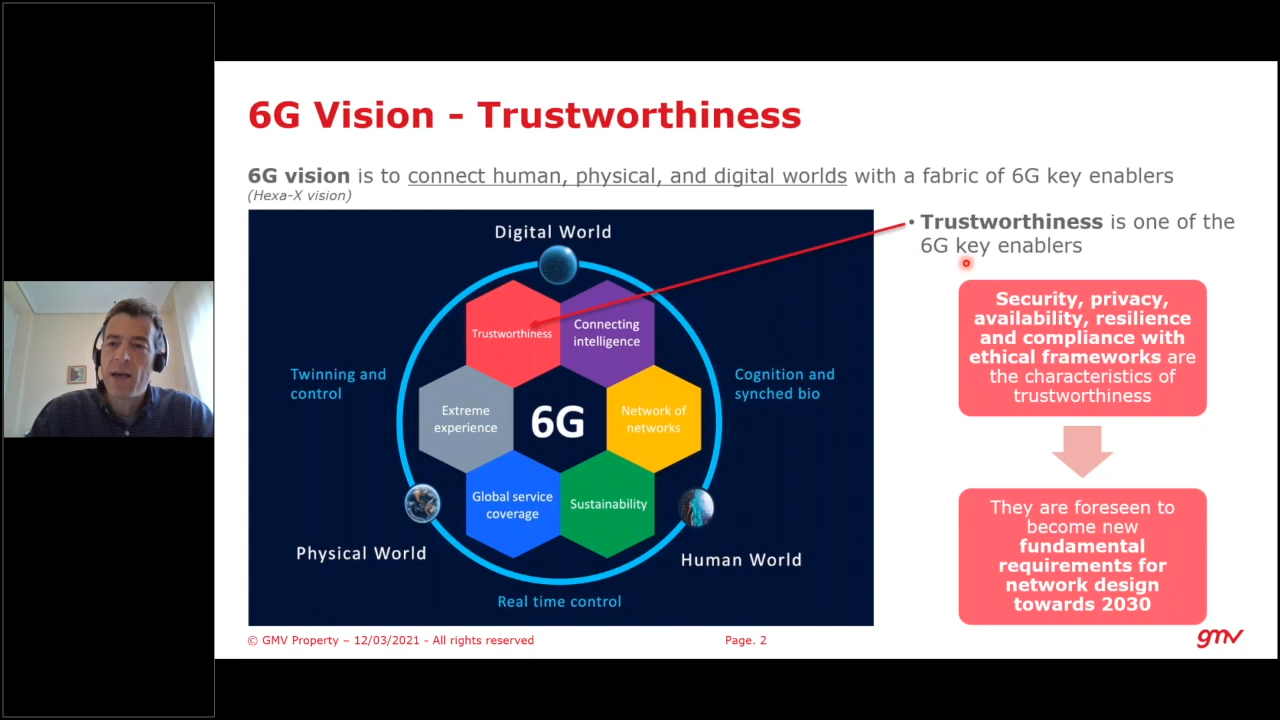 6G Vision - Trustworthiness
6G vision is to connect human, physical, and digital worlds with a fabric of 6G key enablers
(Hexa-X vision)
Digital World
Trustworthiness
Connecting
intelligence
Twinning and
control
Cognition and
synched bio
Extreme
experience
6G
Network of
networks
Global service
coverage
Sustainability
Physical World
Human World
Real time control
• Trustworthiness is one of the
6G key enablers
Security, privacy,
availability, resilience
and compliance with
ethical frameworks are
the characteristics of
trustworthiness
They are foreseen to
become new
fundamental
requirements for
network design
towards 2030
© GMV Property – 12/03/2021 - All rights reserved
Page. 2
gmv